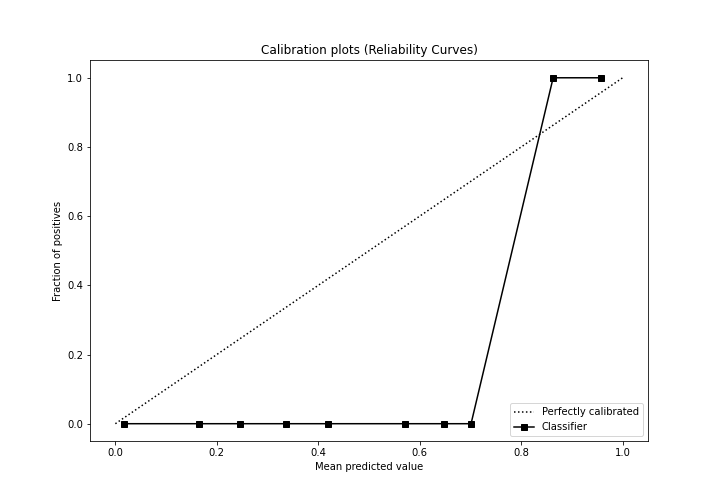 Calibration plots (Reliability Curves)
1.0
0.8
0.6
0.4
0.2
0.0
Fraction of positives
0.0 0.2 0.4 0.6 0.8 1.0
Mean predicted value
Perfectly calibrated
Classifier